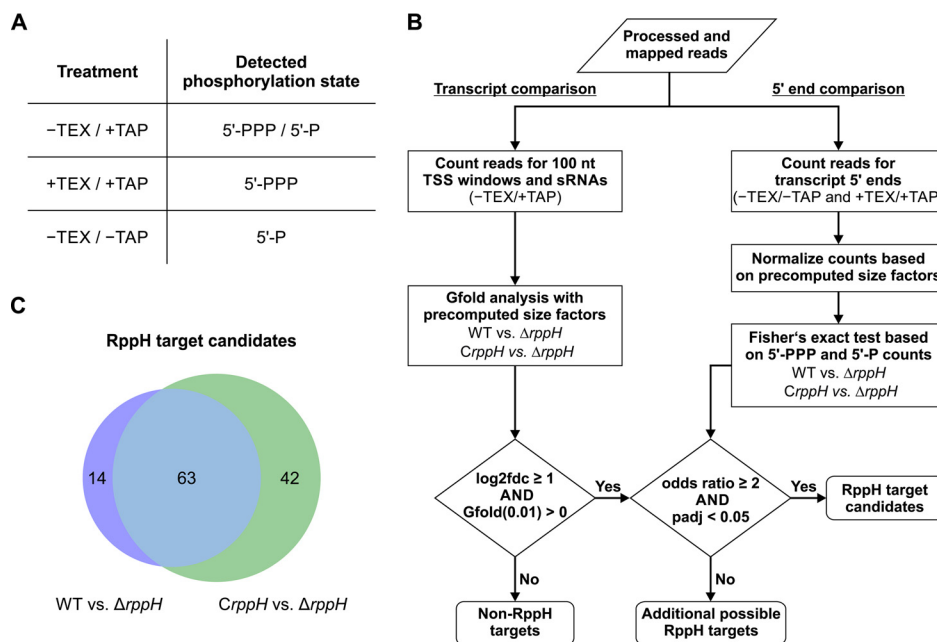 A
Treatment
Detected
phosphorylation state
−TEX / +TAP
5'-PPP / 5'-P
+TEX / +TAP
5'-PPP
−TEX / −TAP
5'-P
B
Processed and
mapped reads
Transcript comparison
5' end comparison
Count reads for 100 nt
TSS windows and sRNAs
(−TEX/+TAP)
Count reads for
transcript 5' ends
(−TEX/−TAP and +TEX/+TAP)
Normalize counts based
on precomputed size factors
Gfold analysis with
precomputed size factors
WT vs. ΔrppH
CrppH vs. ΔrppH
Fisher‘s exact test based
on 5'-PPP and 5'-P counts
WT vs. ΔrppH
CrppH vs. ΔrppH
log2fdc ≥ 1
AND
Gfold(0.01) > 0
Yes
odds ratio ≥ 2
AND
padj < 0.05
Yes
RppH target
candidates
No
No
Non-RppH
targets
Additional possible
RppH targets
C
RppH target candidates
14
63
42
WT vs. ΔrppH
CrppH vs. ΔrppH